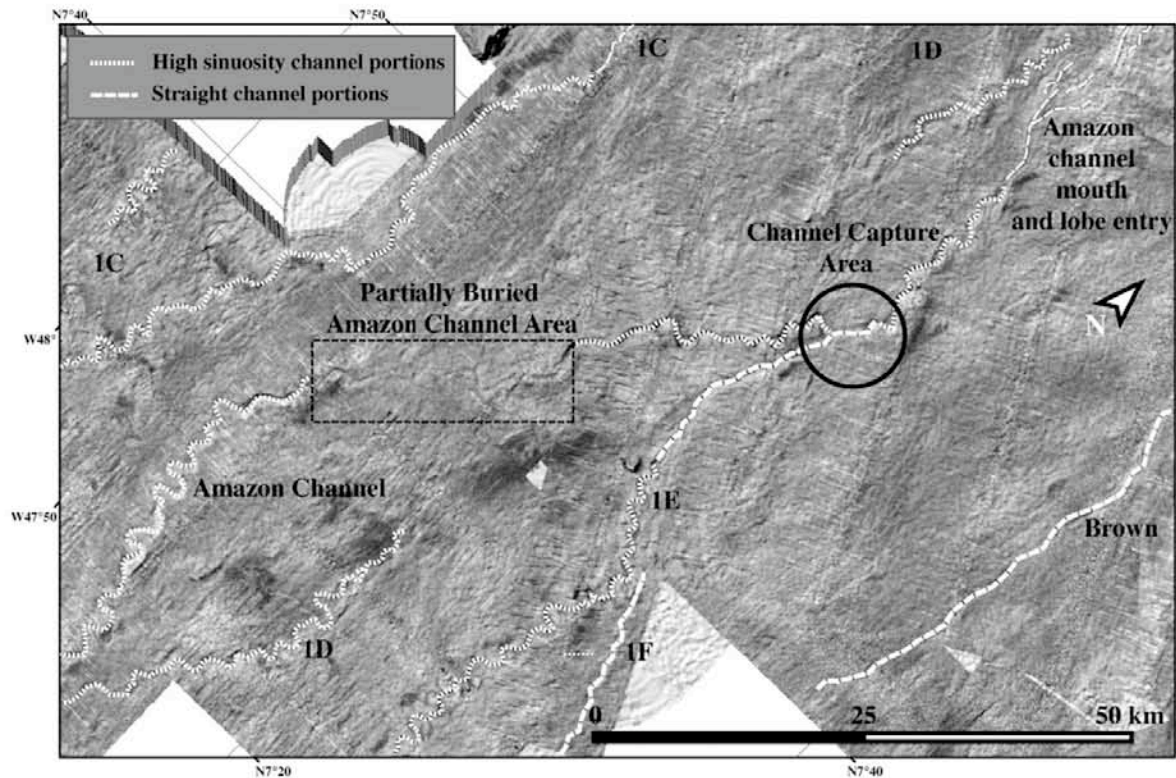 N7°40
N7°50
High sinuosity channel portions
Straight channel portions
1C
1D
Amazon
channel
mouth
and lobe entry
1C
Channel Capture
Area
Partially Buried
Amazon Channel Area
N
W48°
Amazon Channel
1E
W47°50
Brown
1D
1F
0
25
50 km
N7°20
N7°40